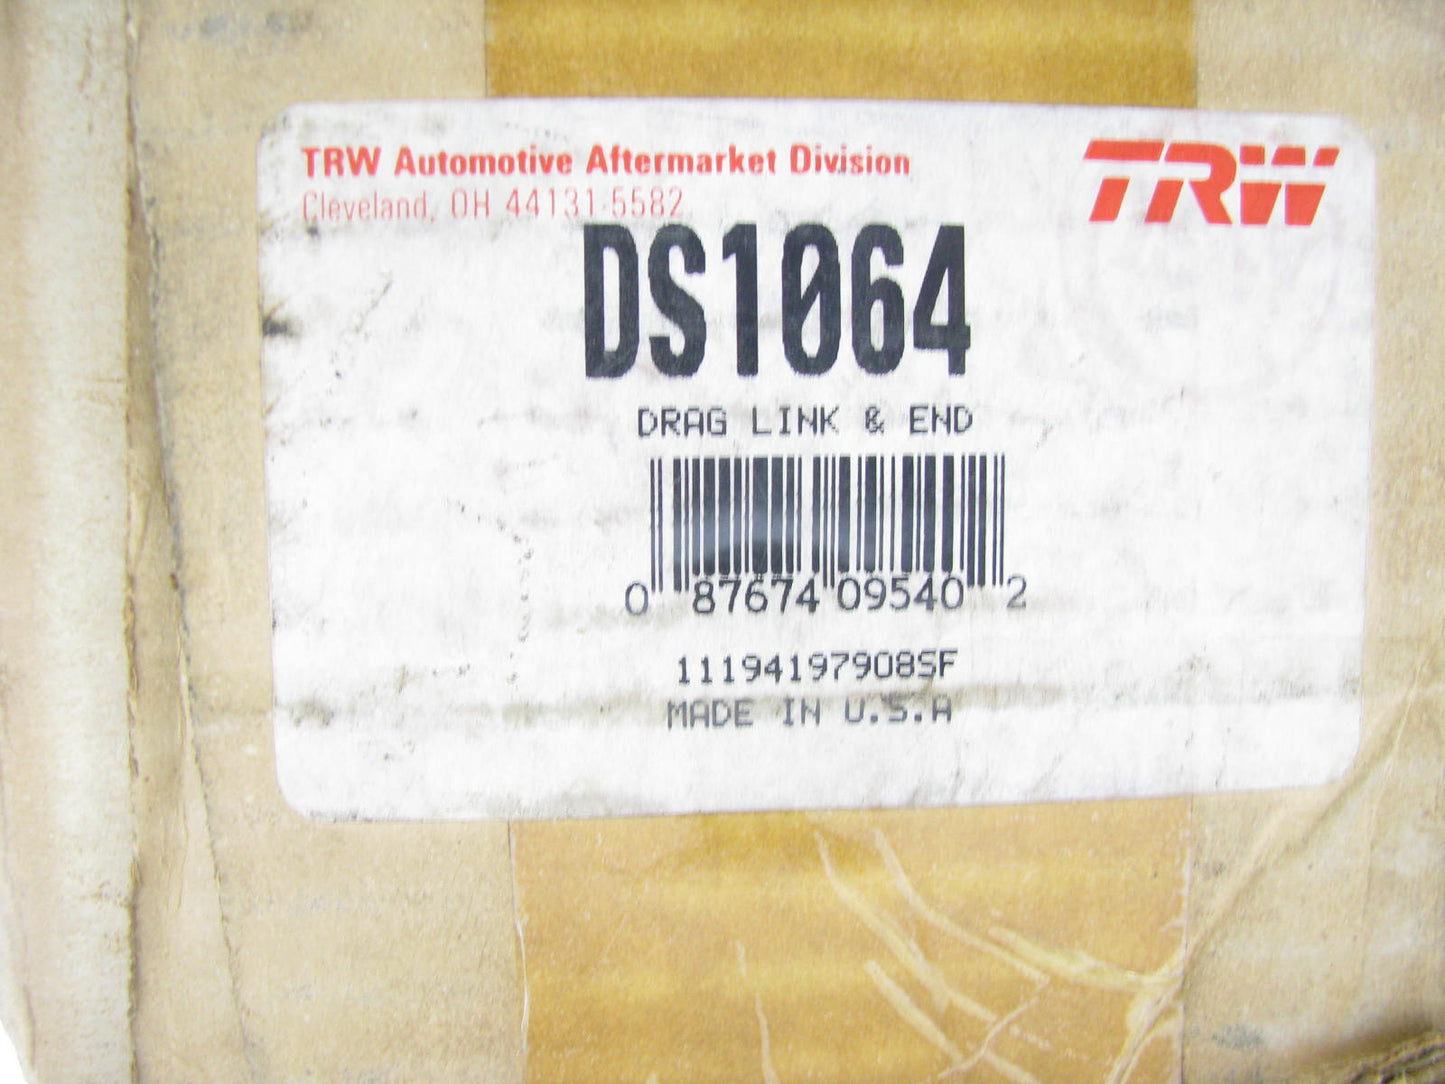 TRW Automotive Aftermarket Division
TRW
Cleveland, OH 44131-5582
DS1064
DRAG LINK & END
0 87674 09540 2
11194197908SF
MADE IN U.S.A